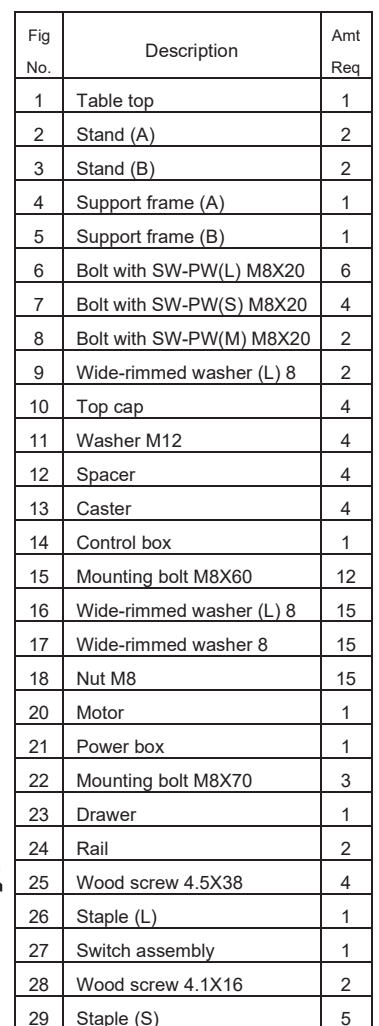 Fig No. Description Amt Req
1 Table top 1
2 Stand (A) 2
3 Stand (B) 2
4 Support frame (A) 1
5 Support frame (B) 1
6 Bolt with SW-PW(L) M8X20 6
7 Bolt with SW-PW(S) M8X20 4
8 Bolt with SW-PW(M) M8X20 2
9 Wide-rimmed washer (L) 8 2
10 Top cap 4
11 Washer M12 4
12 Spacer 4
13 Caster 4
14 Control box 1
15 Mounting bolt M8X60 12
16 Wide-rimmed washer (L) 8 15
17 Wide-rimmed washer 8 15
18 Nut M8 15
20 Motor 1
21 Power box 1
22 Mounting bolt M8X70 3
23 Drawer 1
24 Rail 2
25 Wood screw 4.5X38 4
26 Staple (L) 1
27 Switch assembly 1
28 Wood screw 4.1X16 2
29 Staple (S) 5